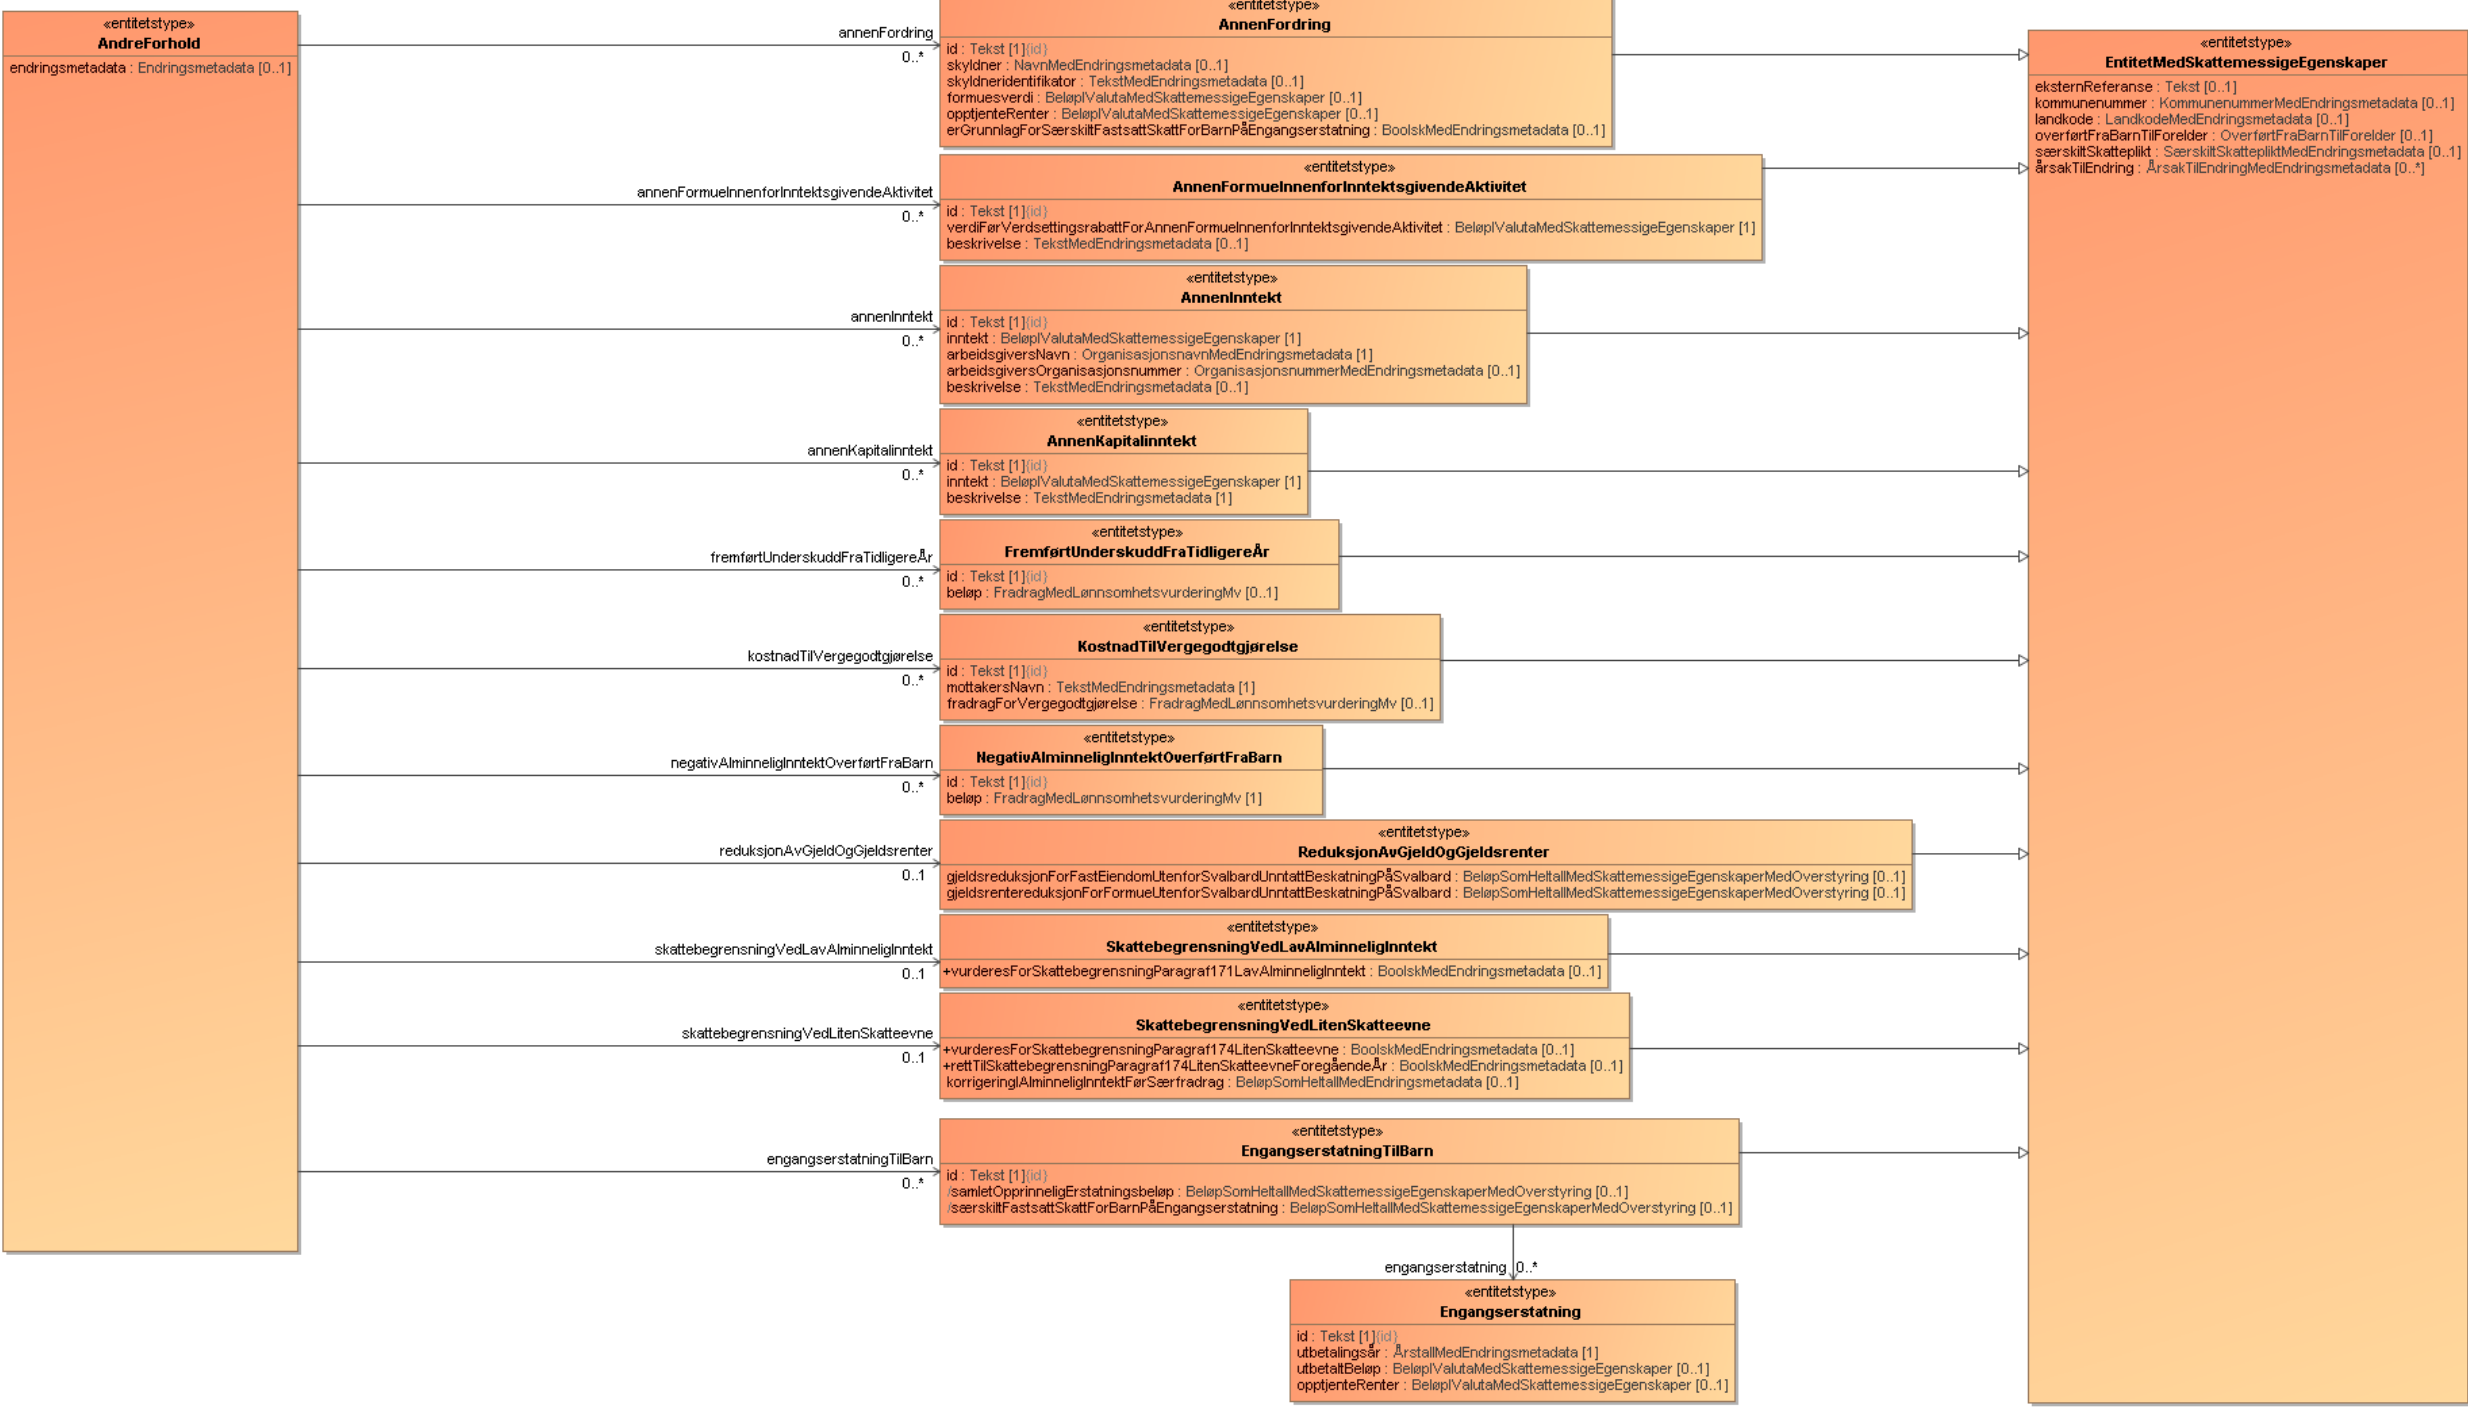 «entitetstype»
AndreForhold
endringsmetadata : Endringsmetadata [0..1]
annenFordring
0..*
«entitetstype»
AnnenFordring
id : Tekst [1]{id}
skyldner : NavnMedEndringsmetadata [0..1]
skyldneridentifikator : TekstMedEndringsmetadata [0..1]
formuesverdi : BeløpIValutaMedSkattemessigeEgenskaper [0..1]
opptjenteRenter : BeløpIValutaMedSkattemessigeEgenskaper [0..1]
erGrunnlagForSærskiltFastsattSkattForBarnPåEngangserstatning : BoolskMedEndringsmetadata [0..1]
annenFormueInnenforInntektsgivendeAktivitet
0..*
«entitetstype»
AnnenFormueInnenforInntektsgivendeAktivitet
id : Tekst [1]{id}
verdiFørVerdsettingsrabattForAnnenFormueInnenforInntektsgivendeAktivitet : BeløpIValutaMedSkattemessigeEgenskaper [1]
beskrivelse : TekstMedEndringsmetadata [0..1]
annenInntekt
0..*
«entitetstype»
AnnenInntekt
id : Tekst [1]{id}
inntekt : BeløpIValutaMedSkattemessigeEgenskaper [1]
arbeidsgiversNavn : OrganisasjonsnavnMedEndringsmetadata [1]
arbeidsgiversOrganisasjonsnummer : OrganisasjonsnummerMedEndringsmetadata [0..1]
beskrivelse : TekstMedEndringsmetadata [0..1]
annenKapitalinntekt
0..*
«entitetstype»
AnnenKapitalinntekt
id : Tekst [1]{id}
inntekt : BeløpIValutaMedSkattemessigeEgenskaper [1]
beskrivelse : TekstMedEndringsmetadata [1]
fremførtUnderskuddFraTidligereÅr
0..*
«entitetstype»
FremførtUnderskuddFraTidligereÅr
id : Tekst [1]{id}
beløp : FradragMedLønnsomhetsvurderingMv [0..1]
kostnadTilVergegodtgjørelse
0..*
«entitetstype»
KostnadTilVergegodtgjørelse
id : Tekst [1]{id}
mottakersNavn : TekstMedEndringsmetadata [1]
fradragForVergegodtgjørelse : FradragMedLønnsomhetsvurderingMv [0..1]
negativAlminneligInntektOverførtFraBarn
0..*
«entitetstype»
NegativAlminneligInntektOverførtFraBarn
id : Tekst [1]{id}
beløp : FradragMedLønnsomhetsvurderingMv [1]
reduksjonAvGjeldOgGjeldsrenter
0..1
«entitetstype»
ReduksjonAvGjeldOgGjeldsrenter
gjeldsreduksjonForFastEiendomUtenforSvalbardUnntattBeskatningPåSvalbard : BeløpSomHeltallMedSkattemessigeEgenskaperMedOverstyring [0..1]
gjeldsrentereduksjonForFormueUtenforSvalbardUnntattBeskatningPåSvalbard : BeløpSomHeltallMedSkattemessigeEgenskaperMedOverstyring [0..1]
skattebegrensningVedLavAlminneligInntekt
0..1
«entitetstype»
SkattebegrensningVedLavAlminneligInntekt
+vurderesForSkattebegrensningParagraf171LavAlminneligInntekt : BoolskMedEndringsmetadata [0..1]
skattebegrensningVedLitenSkatteevne
0..1
«entitetstype»
SkattebegrensningVedLitenSkatteevne
+vurderesForSkattebegrensningParagraf174LitenSkatteevne : BoolskMedEndringsmetadata [0..1]
+rettTilSkattebegrensningParagraf174LitenSkatteevneForegåendeÅr : BoolskMedEndringsmetadata [0..1]
korrigeringIAlminneligInntektFørSærfradrag : BeløpSomHeltallMedEndringsmetadata [0..1]
engangserstatningTilBarn
0..*
«entitetstype»
EngangserstatningTilBarn
id : Tekst [1]{id}
/samletOpprinneligErstatningsbeløp : BeløpSomHeltallMedSkattemessigeEgenskaperMedOverstyring [0..1]
/særskiltFastsattSkattForBarnPåEngangserstatning : BeløpSomHeltallMedSkattemessigeEgenskaperMedOverstyring [0..1]
engangserstatning 0..*
«entitetstype»
Engangserstatning
id : Tekst [1]{id}
utbetalingsår : ÅrstallMedEndringsmetadata [1]
utbetaltBeløp : BeløpIValutaMedSkattemessigeEgenskaper [0..1]
opptjenteRenter : BeløpIValutaMedSkattemessigeEgenskaper [0..1]
«entitetstype»
EntitetMedSkattemessigeEgenskaper
eksternReferanse : Tekst [0..1]
kommunenummer : KommunenummerMedEndringsmetadata [0..1]
landkode : LandkodeMedEndringsmetadata [0..1]
overførtFraBarnTilForelder : OverførtFraBarnTilForelder [0..1]
særskiltSkatteplikt : SærskiltSkattepliktMedEndringsmetadata [0..1]
årsakTilEndring : ÅrsakTilEndringMedEndringsmetadata [0..*]